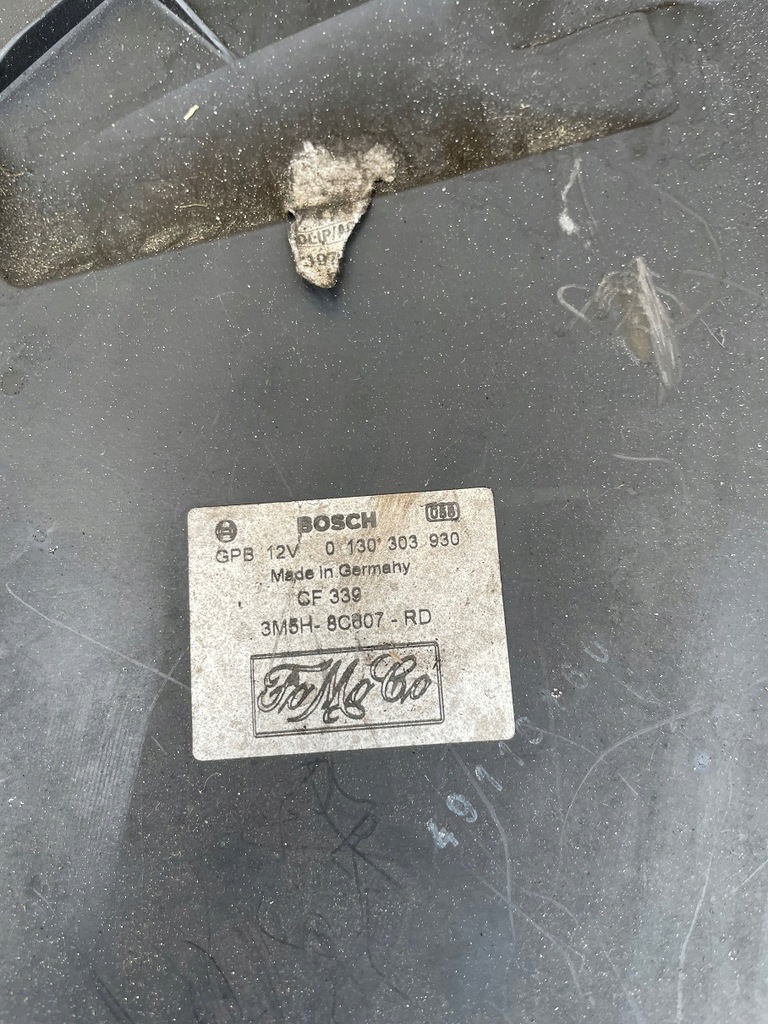 BOSCH
GPB 12V 0 130 303 930
Made in Germany
CF 339
3M5H- 8C607 - RD
FoMoCo